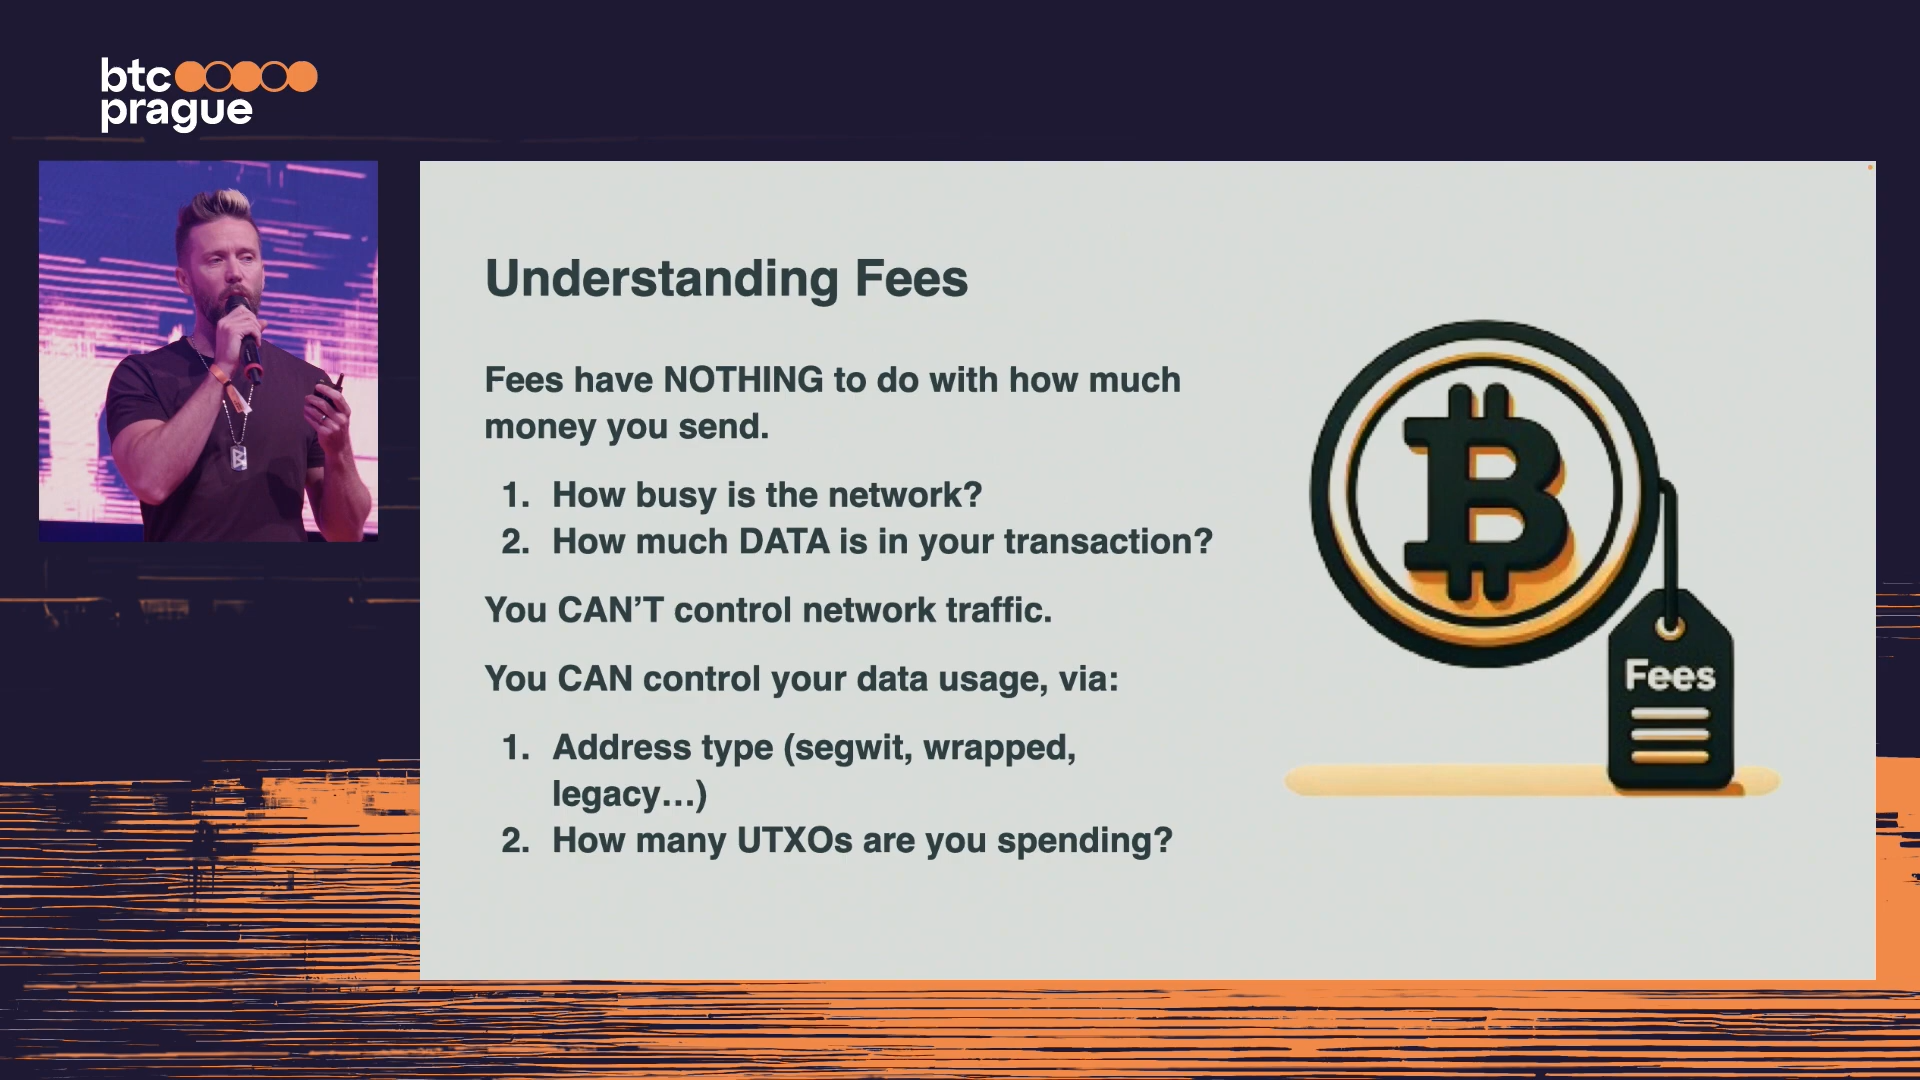 btc
prague
Understanding Fees
Fees have NOTHING to do with how much
money you send.
1. How busy is the network?
2. How much DATA is in your transaction?
You CAN’T control network traffic.
You CAN control your data usage, via:
1. Address type (segwit, wrapped,
legacy…)
2. How many UTXOs are you spending?
Fees